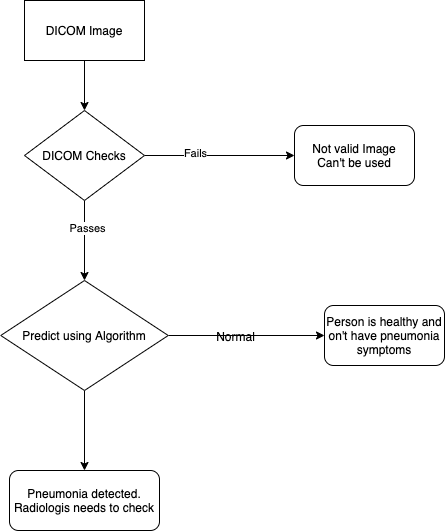 DICOM Image
DICOM Checks
Fails
Not valid Image
Can't be used
Passes
Predict using Algorithm
Normal
Person is healthy and
on't have pneumonia
symptoms
Pneumonia detected.
Radiologis needs to check